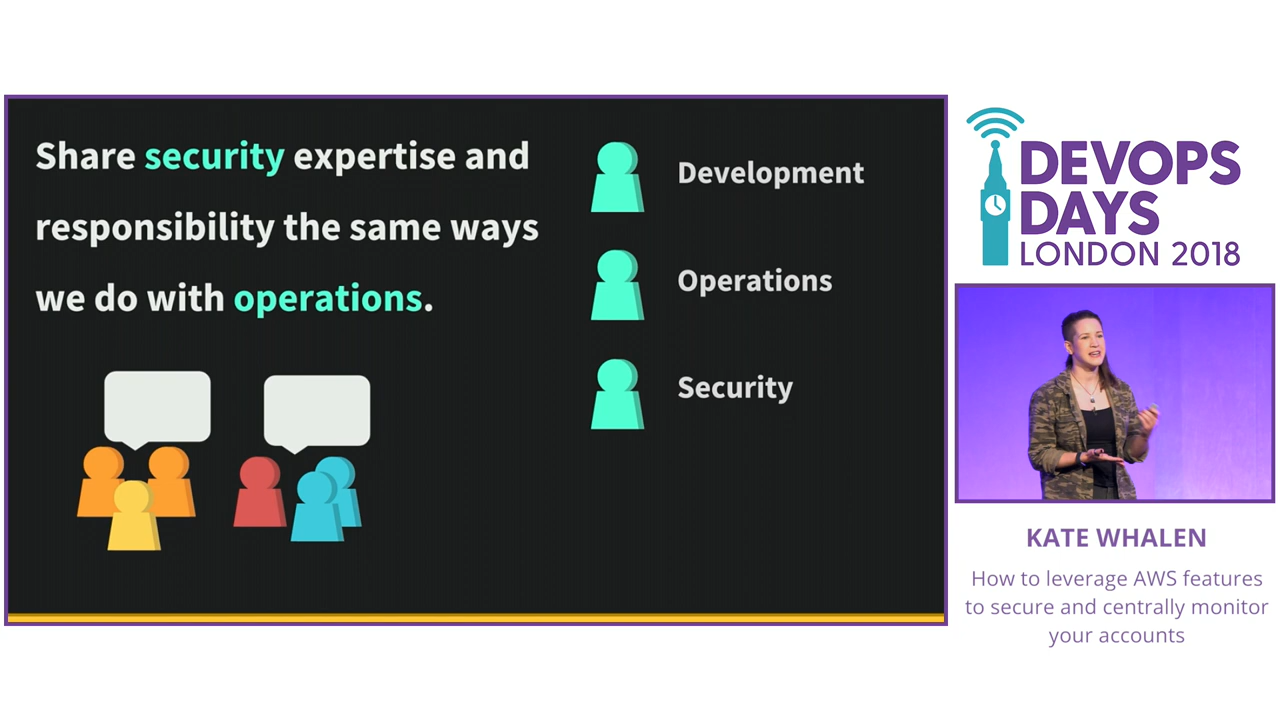 Share security expertise and
responsibility the same ways
we do with operations.
Development
Operations
Security
DEVOPS
DAYS
LONDON 2018
KATE WHALEN
How to leverage AWS features
to secure and centrally monitor
your accounts